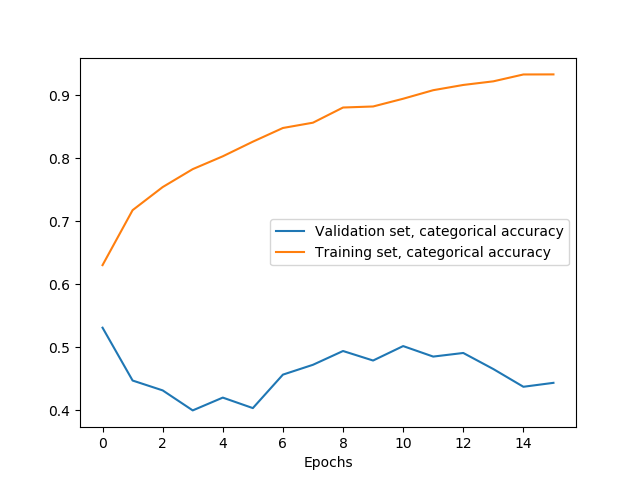 0.9
0.8
0.7
0.6
0.5
0.4
Validation set, categorical accuracy
Training set, categorical accuracy
0 2 4 6 8 10 12 14
Epochs